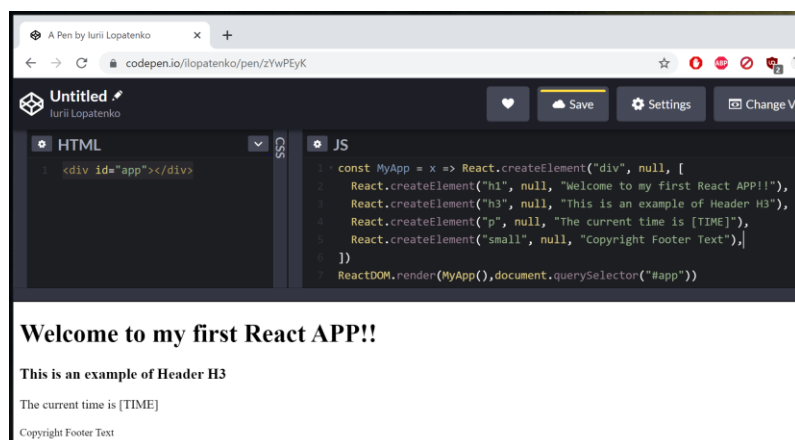 A Pen by Iurii Lopatenko
codepen.io/ilopatenko/pen/zYwPEyK
ABP
2
Untitled
Iurii Lopatenko
Save
Settings
Change V
HTML
1 <div id="app"></div>
CSS
JS
1 const MyApp = x => React.createElement("div", null, [
2 React.createElement("h1", null, "Welcome to my first React APP!!"),
3 React.createElement("h3", null, "This is an example of Header H3"),
4 React.createElement("p", null, "The current time is [TIME]"),
5 React.createElement("small", null, "Copyright Footer Text"),
6 ])
7 ReactDOM.render(MyApp(),document.querySelector("#app"))
Welcome to my first React APP!!
This is an example of Header H3
The current time is [TIME]
Copyright Footer Text